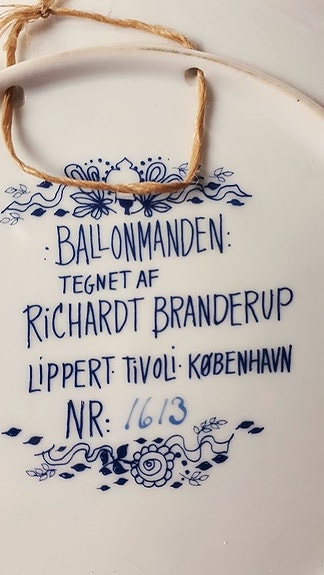 ·BALLONMANDEN:
TEGNET AF
RiCHARDT BRANDERUP
LiPPERT· TiVOLi· KØBENHAVN
NR: 1613